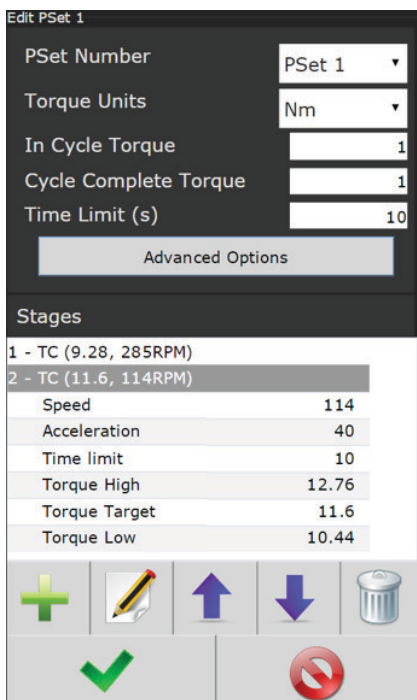 Edit PSet 1
PSet Number PSet 1
Torque Units Nm
In Cycle Torque 1
Cycle Complete Torque 1
Time Limit (s) 10
Advanced Options
Stages
1 - TC (9.28, 285RPM)
2 - TC (11.6, 114RPM)
Speed 114
Acceleration 40
Time limit 10
Torque High 12.76
Torque Target 11.6
Torque Low 10.44